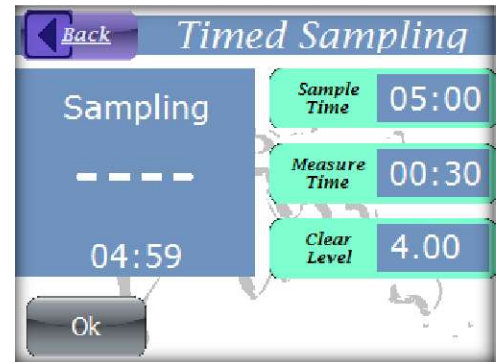 Back
Timed Sampling
Sampling
----
04:59
Sample
Time
05:00
Measure
Time
00:30
Clear
Level
4.00
Ok